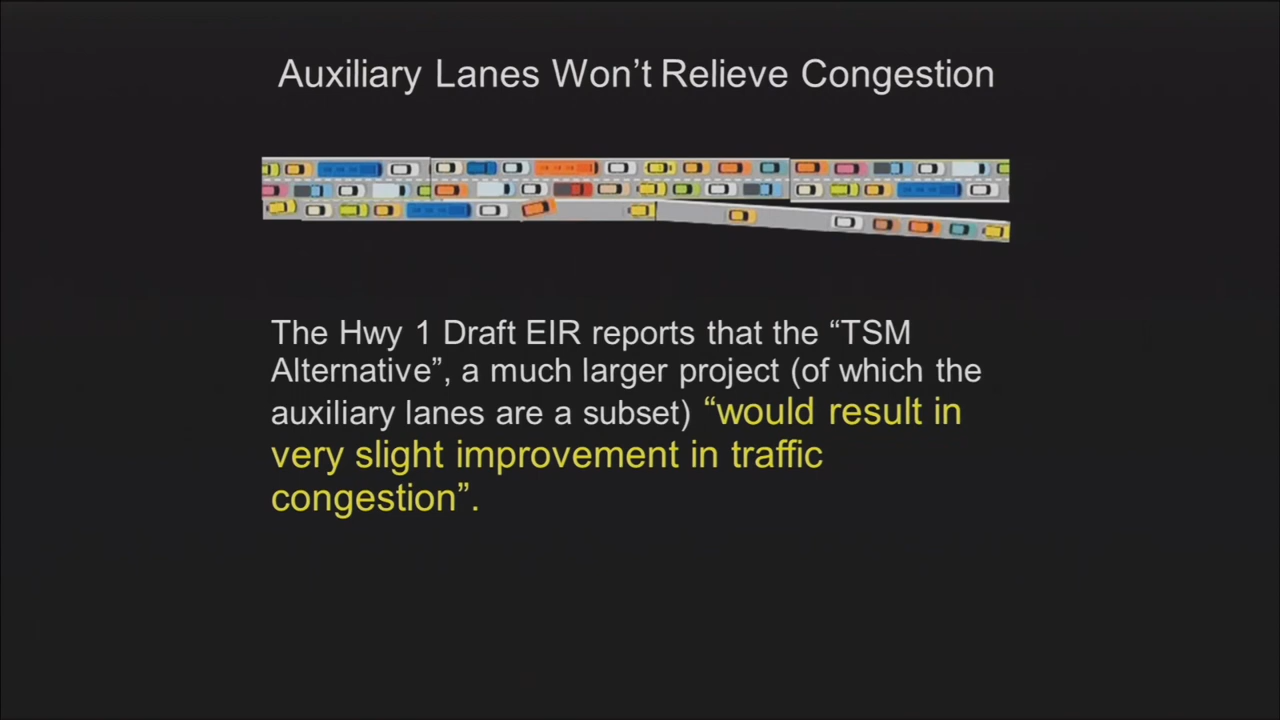 Auxiliary Lanes Won’t Relieve Congestion
The Hwy 1 Draft EIR reports that the “TSM
Alternative”, a much larger project (of which the
auxiliary lanes are a subset) “would result in
very slight improvement in traffic
congestion”.